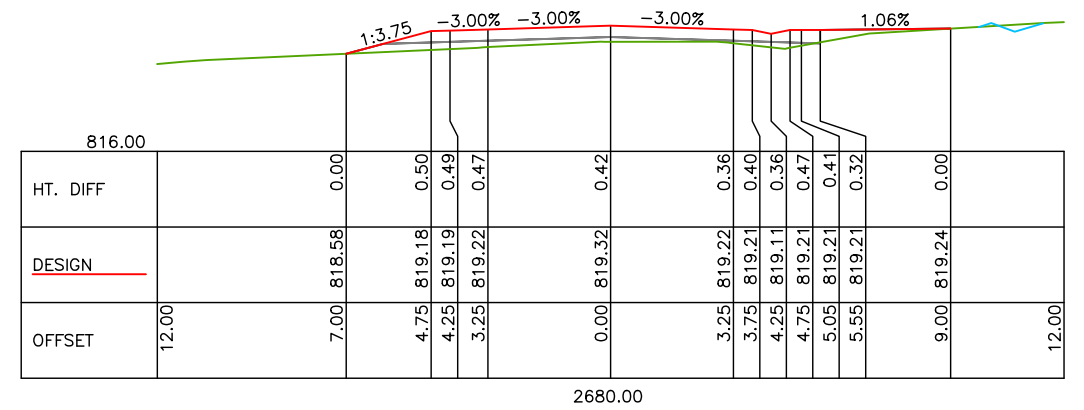 1:3.75 -3.00% -3.00% -3.00% 1.06%
816.00
HT. DIFF 0.00 0.50 0.49 0.47 0.42 0.36 0.40 0.36 0.47 0.41 0.32 0.00
DESIGN 818.58 819.18 819.19 819.22 819.32 819.22 819.21 819.11 819.21 819.21 819.21 819.24
OFFSET 12.00 7.00 4.75 4.25 3.25 0.00 3.25 3.75 4.25 4.75 5.05 5.55 9.00 12.00
2680.00